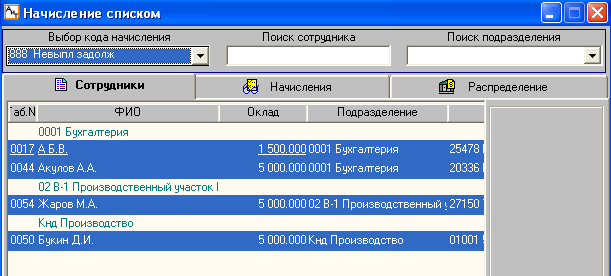 Начисление списком
Выбор кода начисления Поиск сотрудника Поиск подразделения
888 Невыпл задолж
Сотрудники Начисления Распределение
аб.N ФИО Оклад Подразделение
0001 Бухгалтерия
0017 А Б.В. 1 500.000 0001 Бухгалтерия 25478
0044 Акулов А.А. 5 000.000 0001 Бухгалтерия 20336
02 В-1 Производственный участок
0054 Жаров М.А. 5 000.000 02 В-1 Производственный 27150
Кнд Производство
0050 Букин Д.И. 5 000.000 Кнд Производство 01001